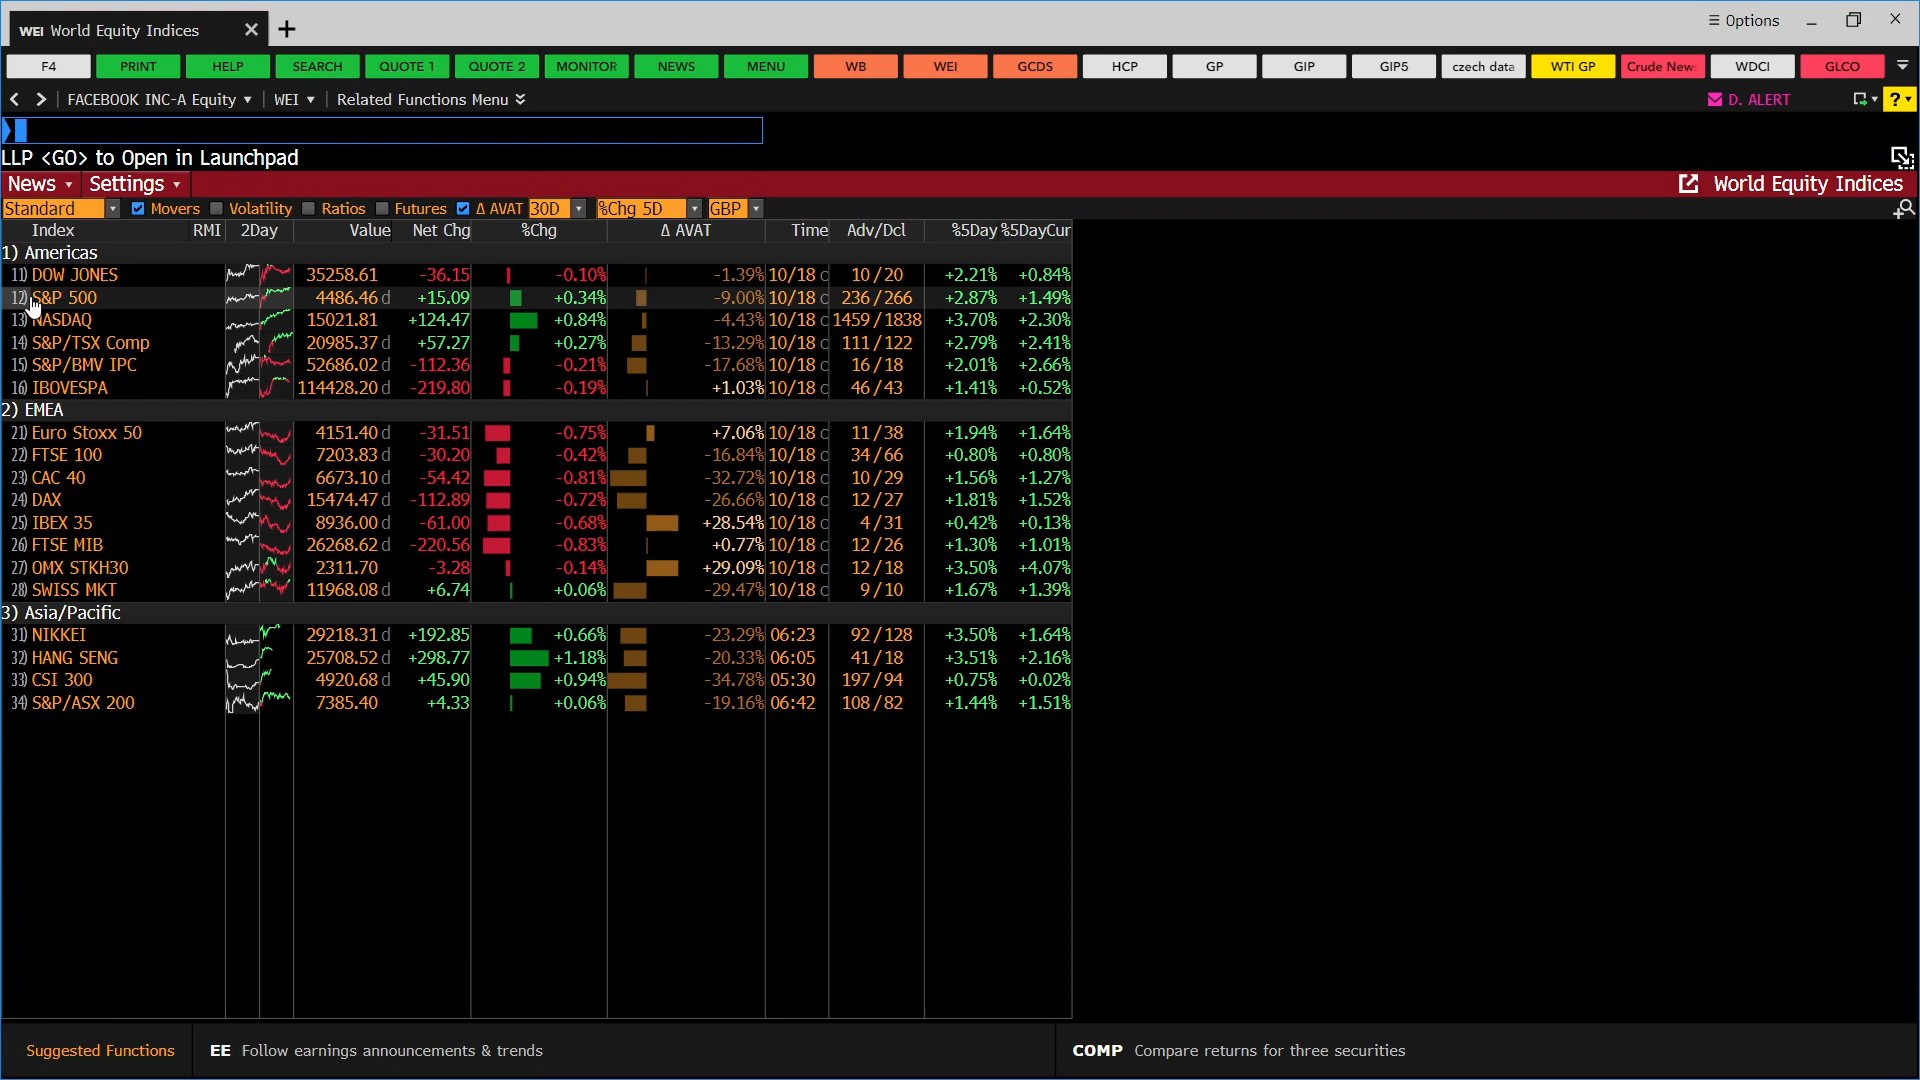 WEI World Equity Indices
Options
F4 PRINT HELP SEARCH QUOTE 1 QUOTE 2 MONITOR NEWS MENU WB WEI GCDS HCP GP GIP GIP5 czech data WTI GP Crude New WDCI GLCO
FACEBOOK INC-A Equity WEI Related Functions Menu D. ALERT ?
LLP <GO> to Open in Launchpad
News Settings World Equity Indices
Standard Movers Volatility Ratios Futures Δ AVAT 30D %Chg 5D GBP
Index RMI 2Day Value Net Chg %Chg Δ AVAT Time Adv/Dcl %5Day %5DayCur
1) Americas
11) DOW JONES 35258.61 -36.15 -0.10% -1.39% 10/18 c 10/20 +2.21% +0.84%
12) S&P 500 4486.46 d +15.09 +0.34% -9.00% 10/18 c 236/266 +2.87% +1.49%
13) NASDAQ 15021.81 +124.47 +0.84% -4.43% 10/18 c 1459/1838 +3.70% +2.30%
14) S&P/TSX Comp 20985.37 d +57.27 +0.27% -13.29% 10/18 c 111/122 +2.79% +2.41%
15) S&P/BMV IPC 52686.02 d -112.36 -0.21% -17.68% 10/18 c 16/18 +2.01% +2.66%
16) IBOVESPA 114428.20 d -219.80 -0.19% +1.03% 10/18 c 46/43 +1.41% +0.52%
2) EMEA
21) Euro Stoxx 50 4151.40 d -31.51 -0.75% +7.06% 10/18 c 11/38 +1.94% +1.64%
22) FTSE 100 7203.83 d -30.20 -0.42% -16.84% 10/18 c 34/66 +0.80% +0.80%
23) CAC 40 6673.10 d -54.42 -0.81% -32.72% 10/18 c 10/29 +1.56% +1.27%
24) DAX 15474.47 d -112.89 -0.72% -26.66% 10/18 c 12/27 +1.81% +1.52%
25) IBEX 35 8936.00 d -61.00 -0.68% +28.54% 10/18 c 4/31 +0.42% +0.13%
26) FTSE MIB 26268.62 d -220.56 -0.83% +0.77% 10/18 c 12/26 +1.30% +1.01%
27) OMX STKH30 2311.70 d -3.28 -0.14% +29.09% 10/18 c 12/18 +3.50% +4.07%
28) SWISS MKT 11968.08 d +6.74 +0.06% -29.47% 10/18 c 9/10 +1.67% +1.39%
3) Asia/Pacific
31) NIKKEI 29218.31 d +192.85 +0.66% -23.29% 06:23 92/128 +3.50% +1.64%
32) HANG SENG 25708.52 d +298.77 +1.18% -20.33% 06:05 41/18 +3.51% +2.16%
33) CSI 300 4920.68 d +45.90 +0.94% -34.78% 05:30 197/94 +0.75% +0.02%
34) S&P/ASX 200 7385.40 +4.33 +0.06% -19.16% 06:42 108/82 +1.44% +1.51%
Suggested Functions EE Follow earnings announcements & trends COMP Compare returns for three securities